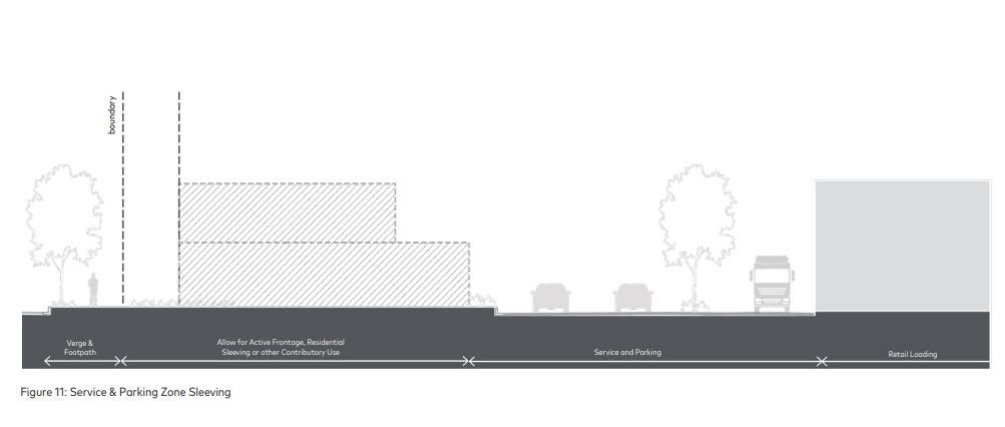 boundary
Verge &
Footpath
Allow for Active Frontage, Residential
Sleeving or other Contributory Use
Service and Parking
Retail Loading
Figure 11: Service & Parking Zone Sleeving